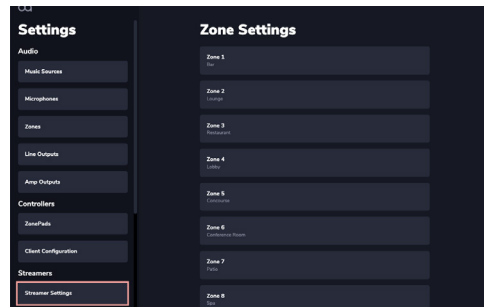 Settings
Audio
Music Sources
Microphones
Zones
Line Outputs
Amp Outputs
Controllers
ZonePads
Client Configuration
Streamers
Streamer Settings
Zone Settings
Zone 1
Bar
Zone 2
Lounge
Zone 3
Restaurant
Zone 4
Lobby
Zone 5
Concourse
Zone 6
Conference Room
Zone 7
Patio
Zone 8
Spa